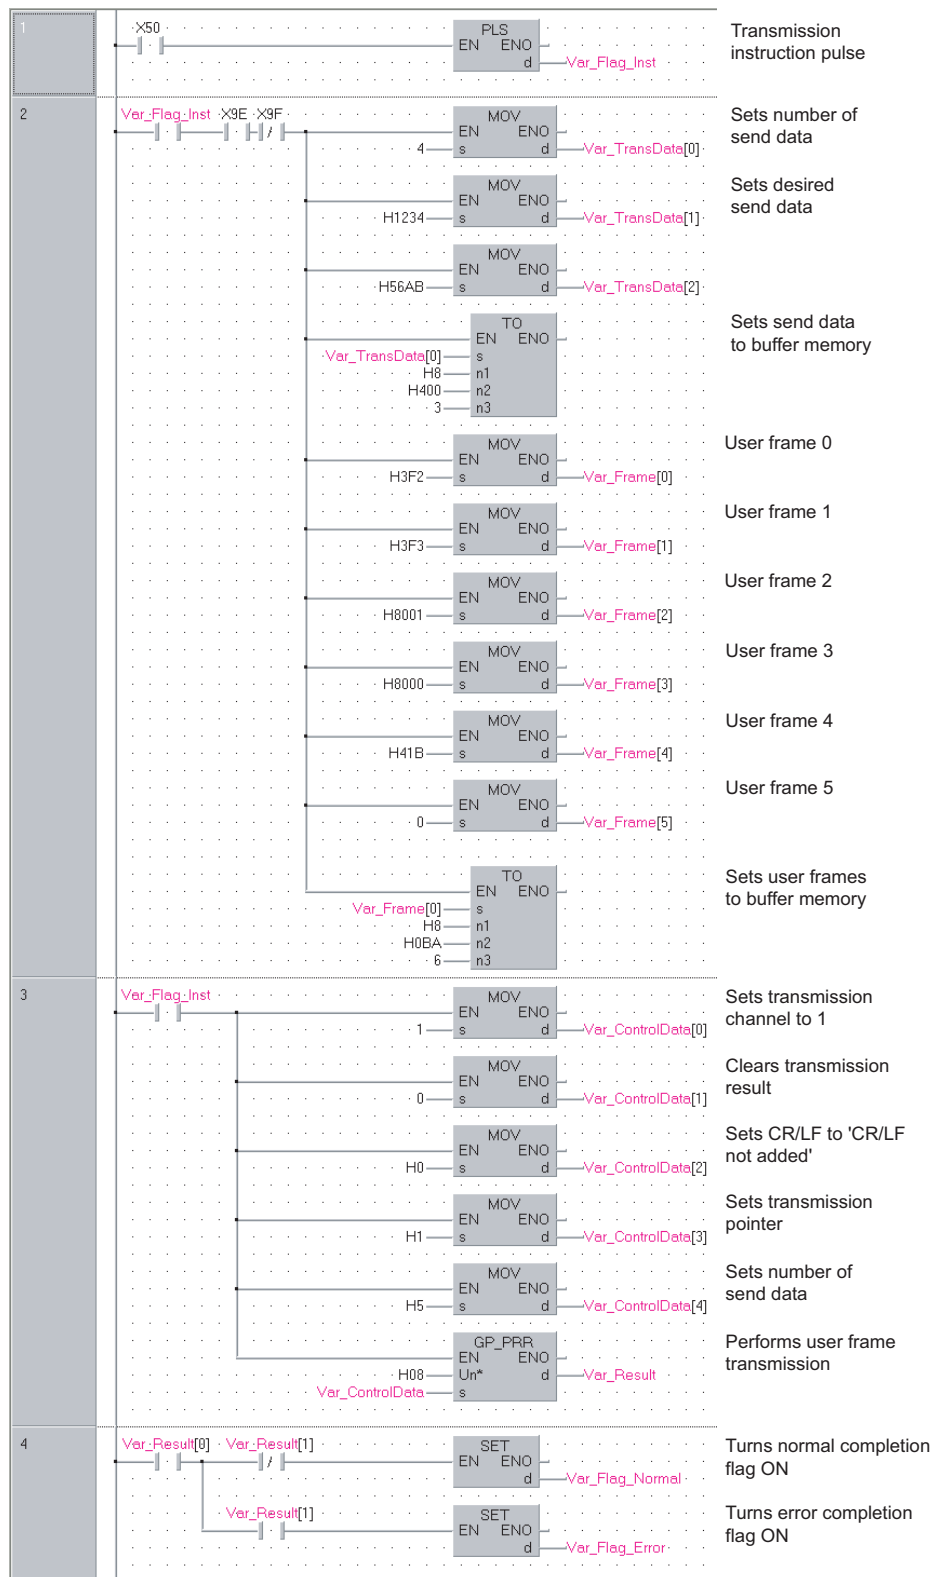 1
X50
PLS
EN ENO
d Var_Flag_Inst
Transmission
instruction pulse
2
Var_Flag_Inst X9E X9F
MOV
EN ENO
4 s d Var_TransData[0]
Sets number of
send data
MOV
EN ENO
H1234 s d Var_TransData[1]
Sets desired
send data
MOV
EN ENO
H56AB s d Var_TransData[2]
TO
EN ENO
Var_TransData[0] s
H8 n1
H400 n2
3 n3
Sets send data
to buffer memory
MOV
EN ENO
H3F2 s d Var_Frame[0]
User frame 0
MOV
EN ENO
H3F3 s d Var_Frame[1]
User frame 1
MOV
EN ENO
H8001 s d Var_Frame[2]
User frame 2
MOV
EN ENO
H8000 s d Var_Frame[3]
User frame 3
MOV
EN ENO
H41B s d Var_Frame[4]
User frame 4
MOV
EN ENO
0 s d Var_Frame[5]
User frame 5
TO
EN ENO
Var_Frame[0] s
H8 n1
H0BA n2
6 n3
Sets user frames
to buffer memory
3
Var_Flag_Inst
MOV
EN ENO
1 s d Var_ControlData[0]
Sets transmission
channel to 1
MOV
EN ENO
0 s d Var_ControlData[1]
Clears transmission
result
MOV
EN ENO
H0 s d Var_ControlData[2]
Sets CR/LF to 'CR/LF
not added'
MOV
EN ENO
H1 s d Var_ControlData[3]
Sets transmission
pointer
MOV
EN ENO
H5 s d Var_ControlData[4]
Sets number of
send data
GP_PRR
EN ENO
H08 Un* d Var_Result
Var_ControlData s
Performs user frame
transmission
4
Var_Result[0] Var_Result[1]
SET
EN ENO
d Var_Flag_Normal
Turns normal completion
flag ON
Var_Result[1]
SET
EN ENO
d Var_Flag_Error
Turns error completion
flag ON